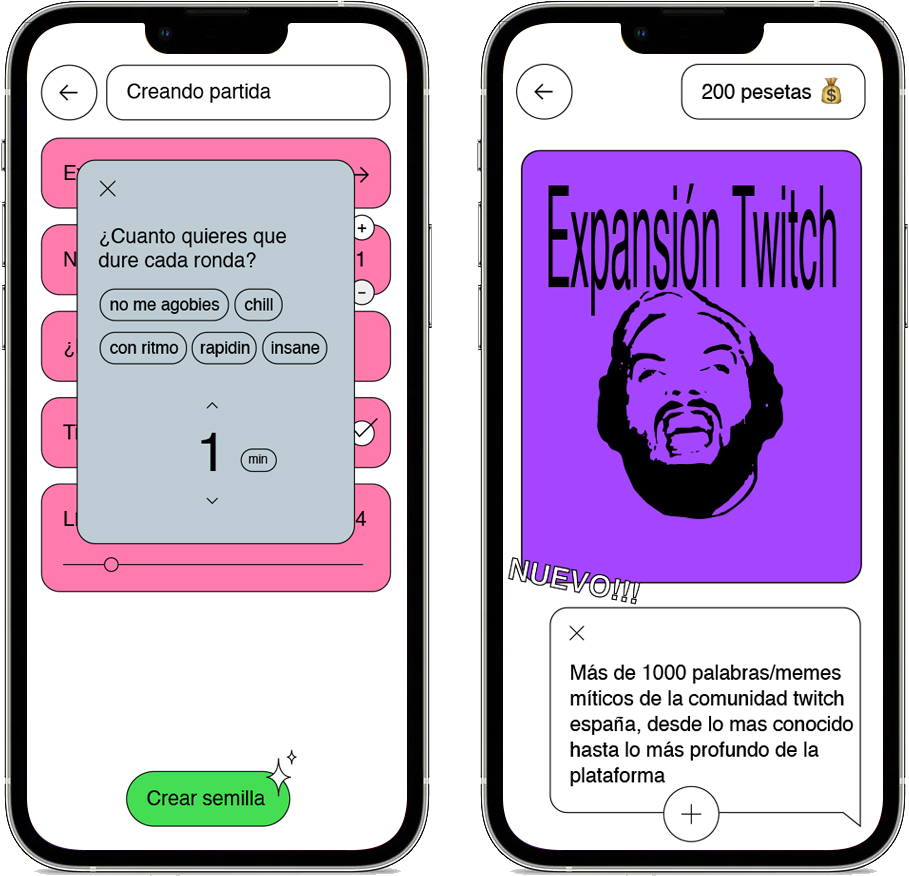 Creando partida
¿Cuanto quieres que
dure cada ronda?
no me agobies
chill
con ritmo
rapidin
insane
1
min
1
4
Crear semilla
200 pesetas
Expansión Twitch
NUEVO!!!
Más de 1000 palabras/memes
míticos de la comunidad twitch
españa, desde lo mas conocido
hasta lo más profundo de la
plataforma